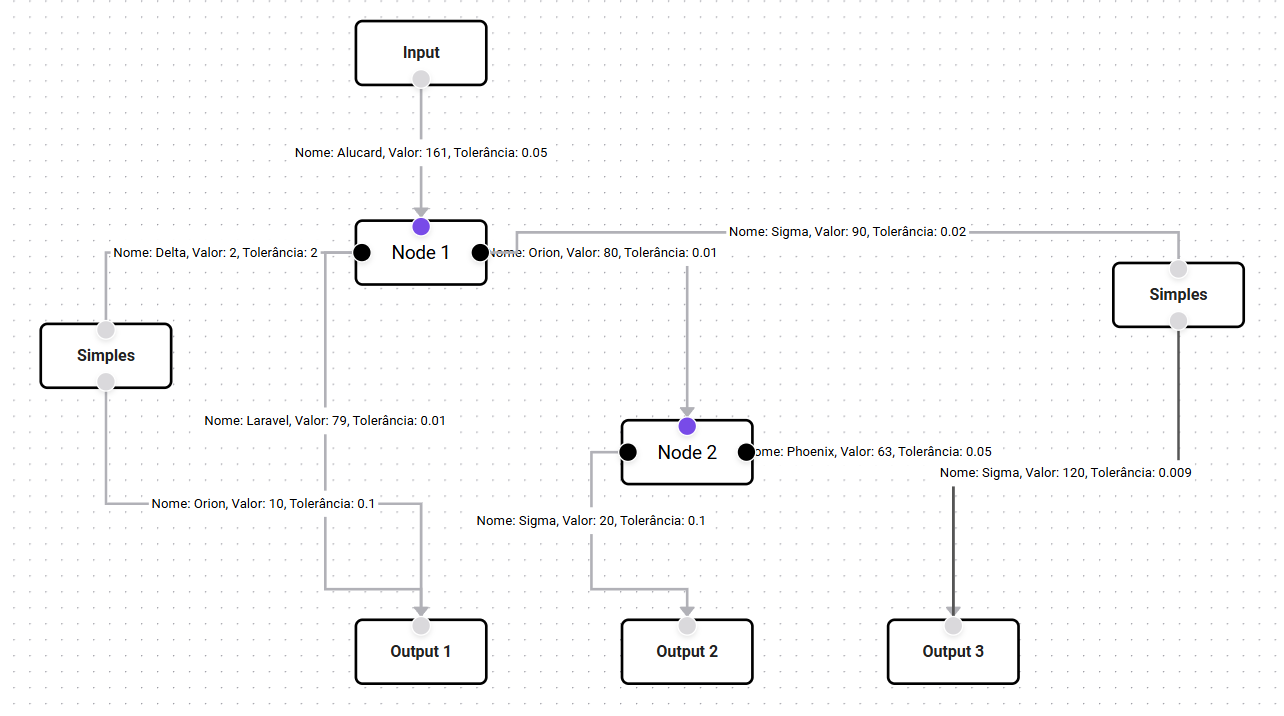 Input
Nome: Alucard, Valor: 161, Tolerância: 0.05
Nome: Sigma, Valor: 90, Tolerância: 0.02
Nome: Delta, Valor: 2, Tolerância: 2
Node 1
Nome: Orion, Valor: 80, Tolerância: 0.01
Simples
Simples
Nome: Laravel, Valor: 79, Tolerância: 0.01
Node 2
ome: Phoenix, Valor: 63, Tolerância: 0.05
Nome: Sigma, Valor: 120, Tolerância: 0.009
Nome: Orion, Valor: 10, Tolerância: 0.1
Nome: Sigma, Valor: 20, Tolerância: 0.1
Output 1
Output 2
Output 3